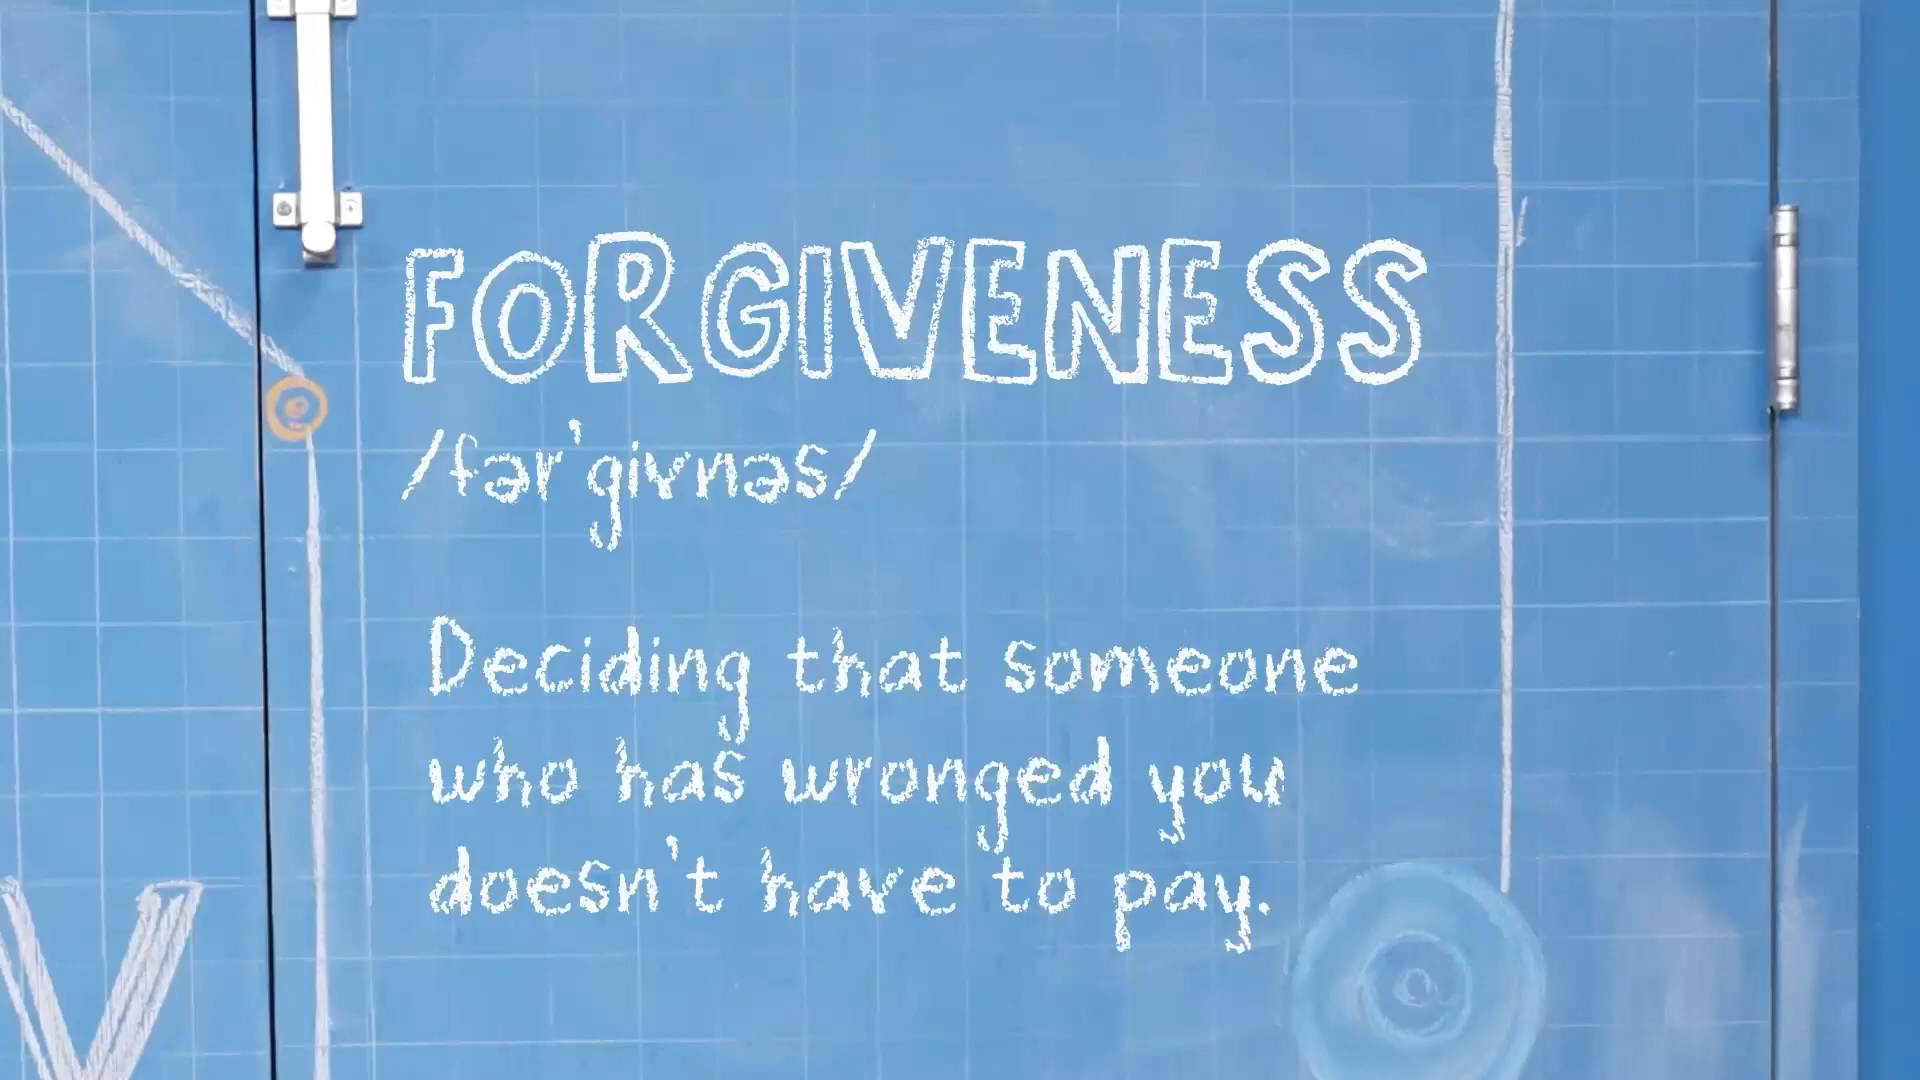 FORGIVENESS
/fər'givnəs/
Deciding that someone
who has wronged you
doesn't have to pay.